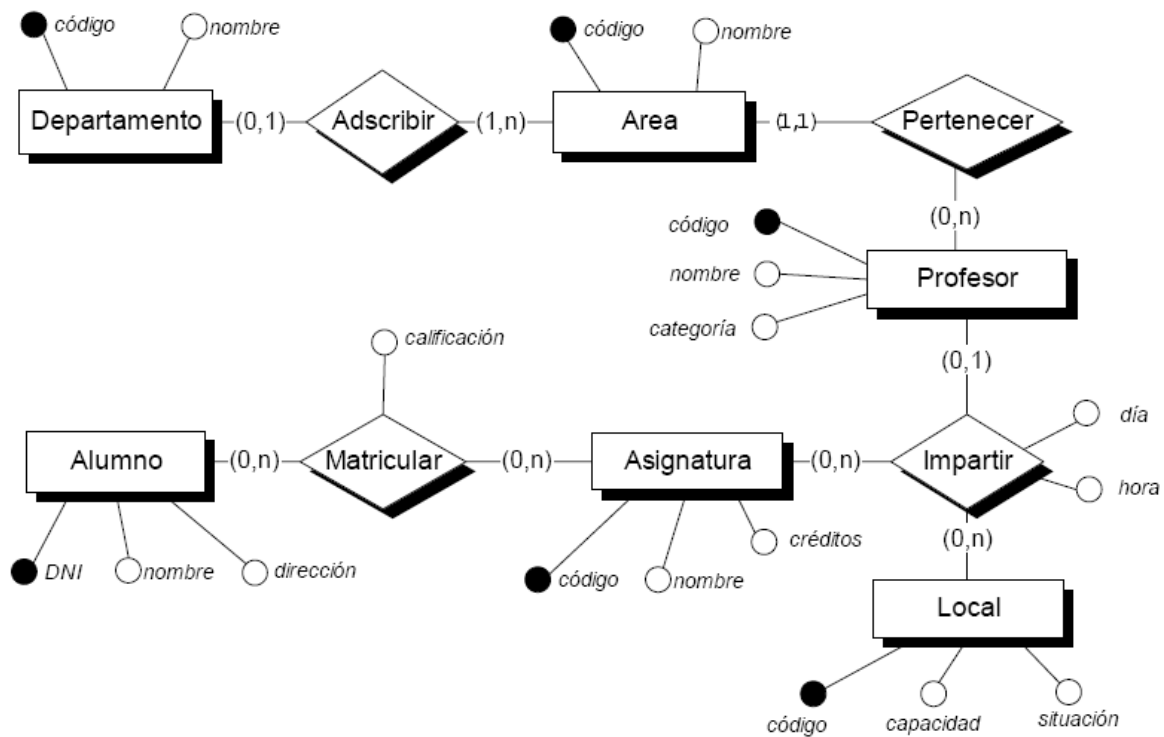 código
nombre
código
nombre
Departamento
(0,1)
Adscribir
(1,n)
Area
(1,1)
Pertenecer
(0,n)
código
nombre
categoría
Profesor
(0,1)
calificación
día
Alumno
(0,n)
Matricular
(0,n)
Asignatura
(0,n)
Impartir
hora
(0,n)
DNI
nombre
dirección
código
nombre
créditos
Local
código
capacidad
situación